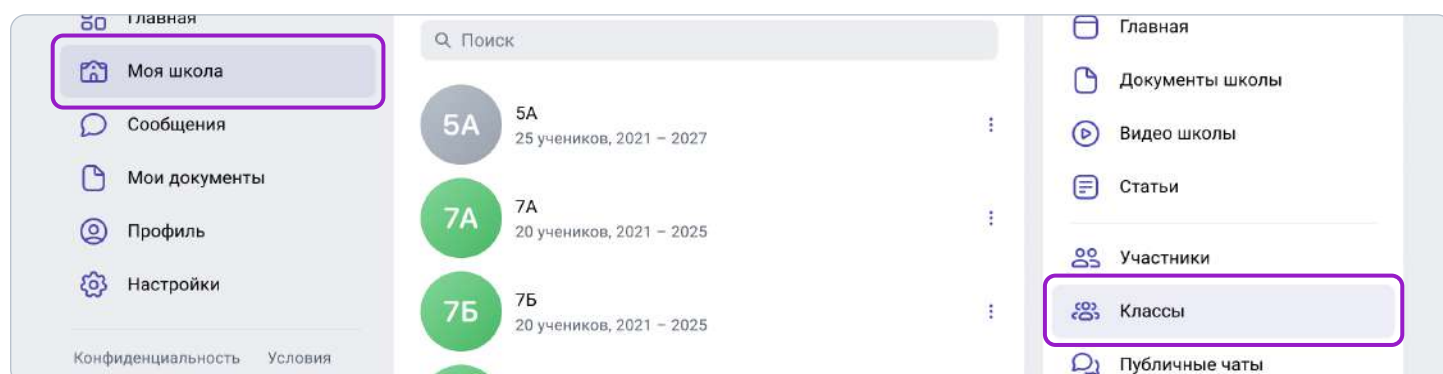 Главная
Моя школа
Сообщения
Мои документы
Профиль
Настройки
Конфиденциальность Условия
Поиск
5А
5А
25 учеников, 2021 – 2027
7А
7А
20 учеников, 2021 – 2025
7Б
7Б
20 учеников, 2021 – 2025
Главная
Документы школы
Видео школы
Статьи
Участники
Классы
Публичные чаты